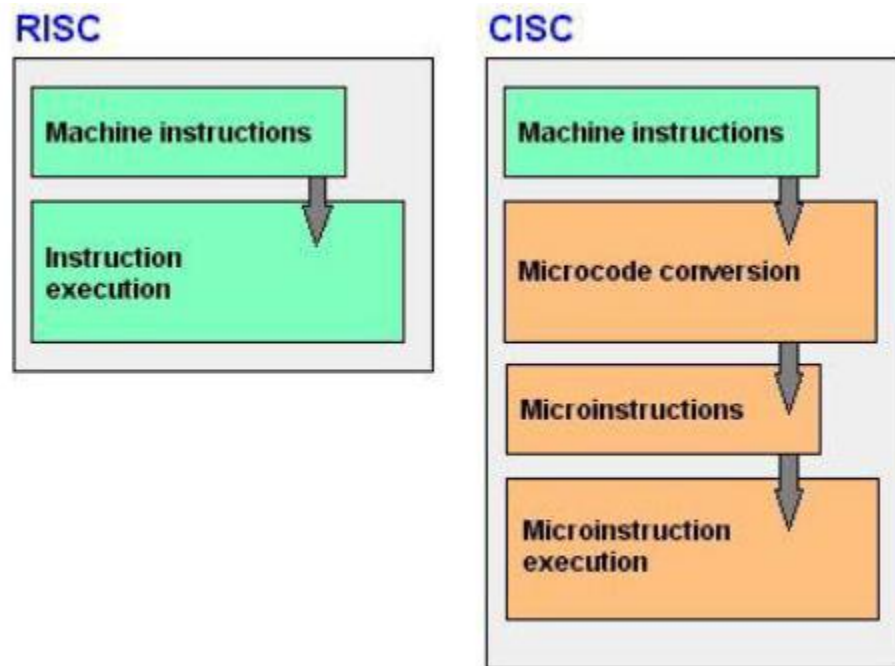 RISC
Machine instructions
Instruction
execution
CISC
Machine instructions
Microcode conversion
Microinstructions
Microinstruction
execution